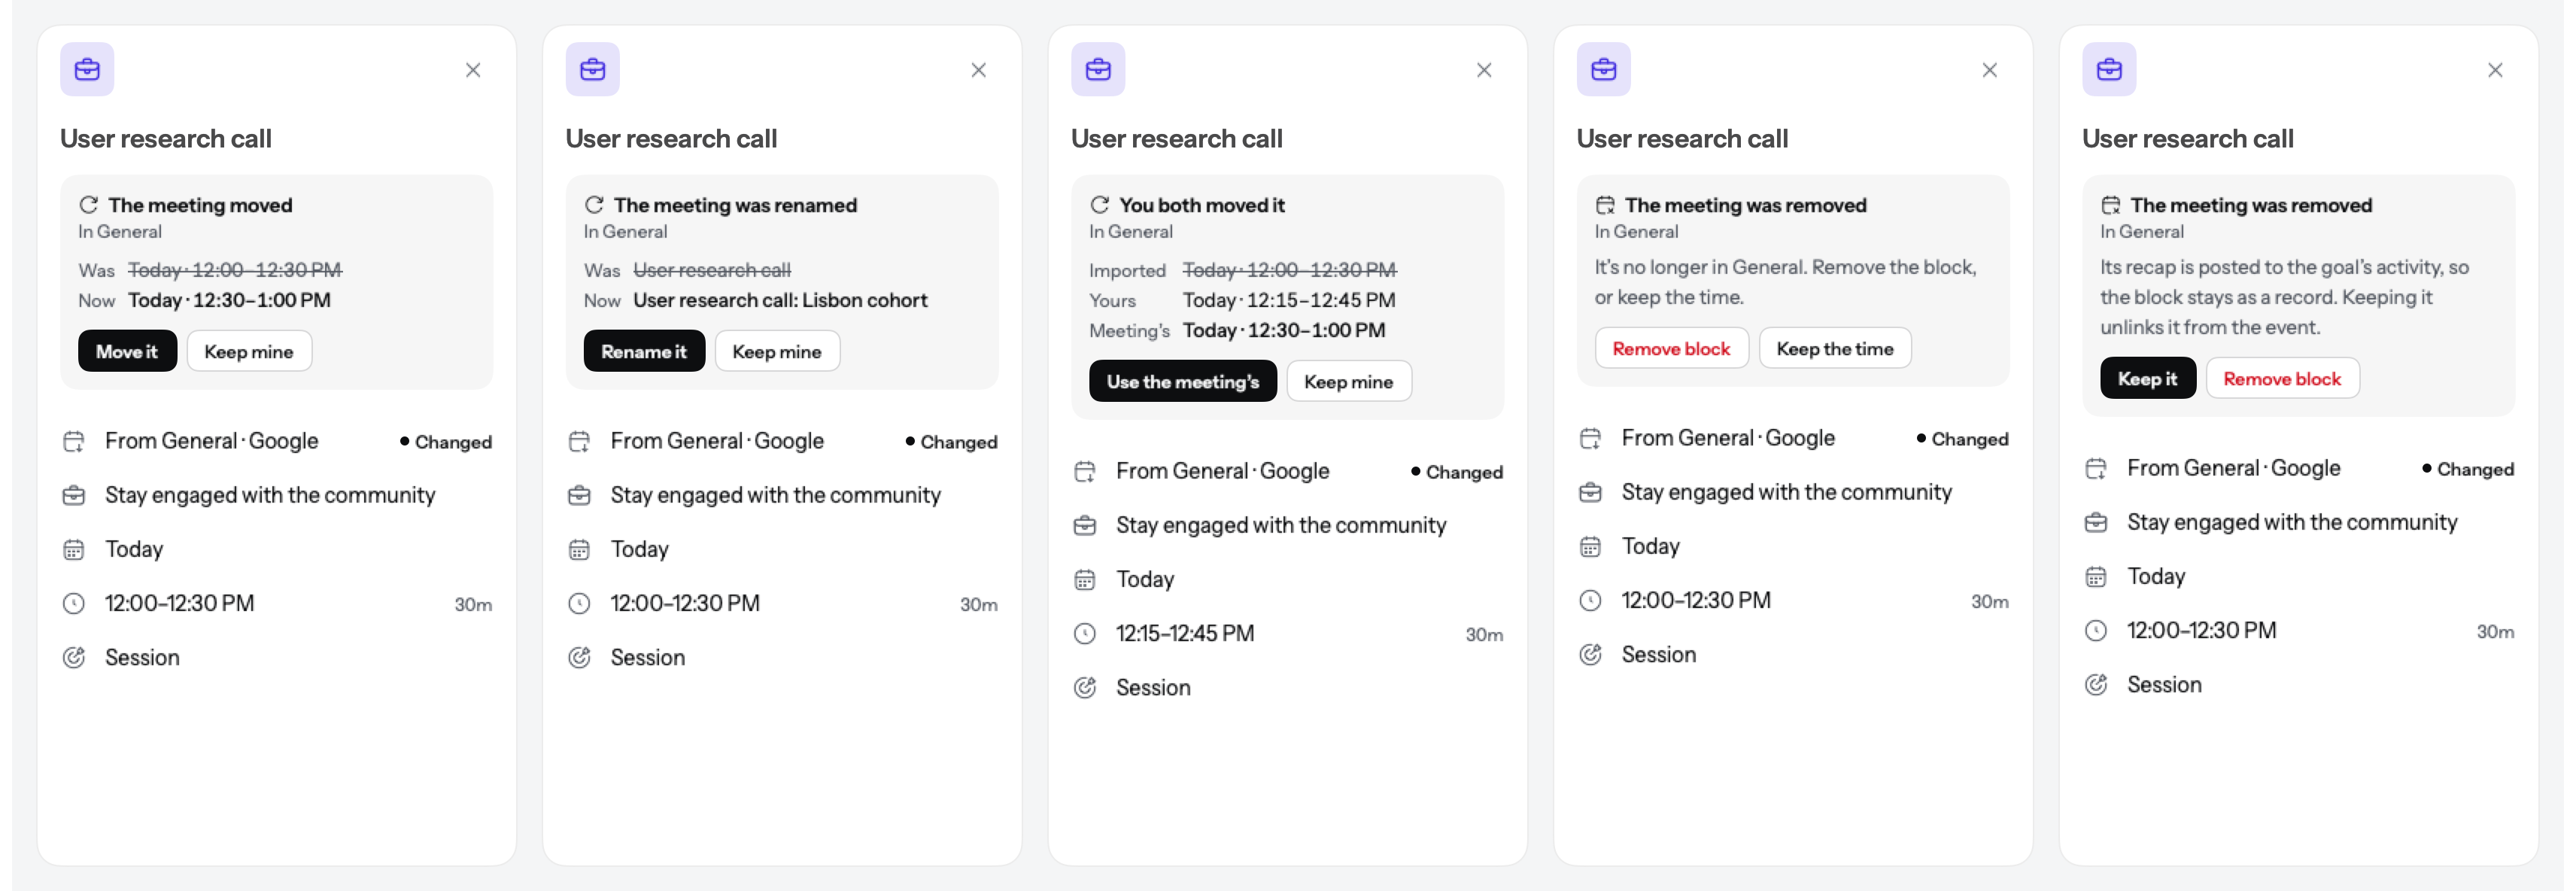 User research call
The meeting moved
In General
Was Today · 12:00–12:30 PM
Now Today · 12:30–1:00 PM
Move it Keep mine
From General · Google Changed
Stay engaged with the community
Today
12:00–12:30 PM 30m
Session
User research call
The meeting was renamed
In General
Was User research call
Now User research call: Lisbon cohort
Rename it Keep mine
From General · Google Changed
Stay engaged with the community
Today
12:00–12:30 PM 30m
Session
User research call
You both moved it
In General
Imported Today · 12:00–12:30 PM
Yours Today · 12:15–12:45 PM
Meeting’s Today · 12:30–1:00 PM
Use the meeting’s Keep mine
From General · Google Changed
Stay engaged with the community
Today
12:15–12:45 PM 30m
Session
User research call
The meeting was removed
In General
It’s no longer in General. Remove the block,
or keep the time.
Remove block Keep the time
From General · Google Changed
Stay engaged with the community
Today
12:00–12:30 PM 30m
Session
User research call
The meeting was removed
In General
Its recap is posted to the goal’s activity, so
the block stays as a record. Keeping it
unlinks it from the event.
Keep it Remove block
From General · Google Changed
Stay engaged with the community
Today
12:00–12:30 PM 30m
Session